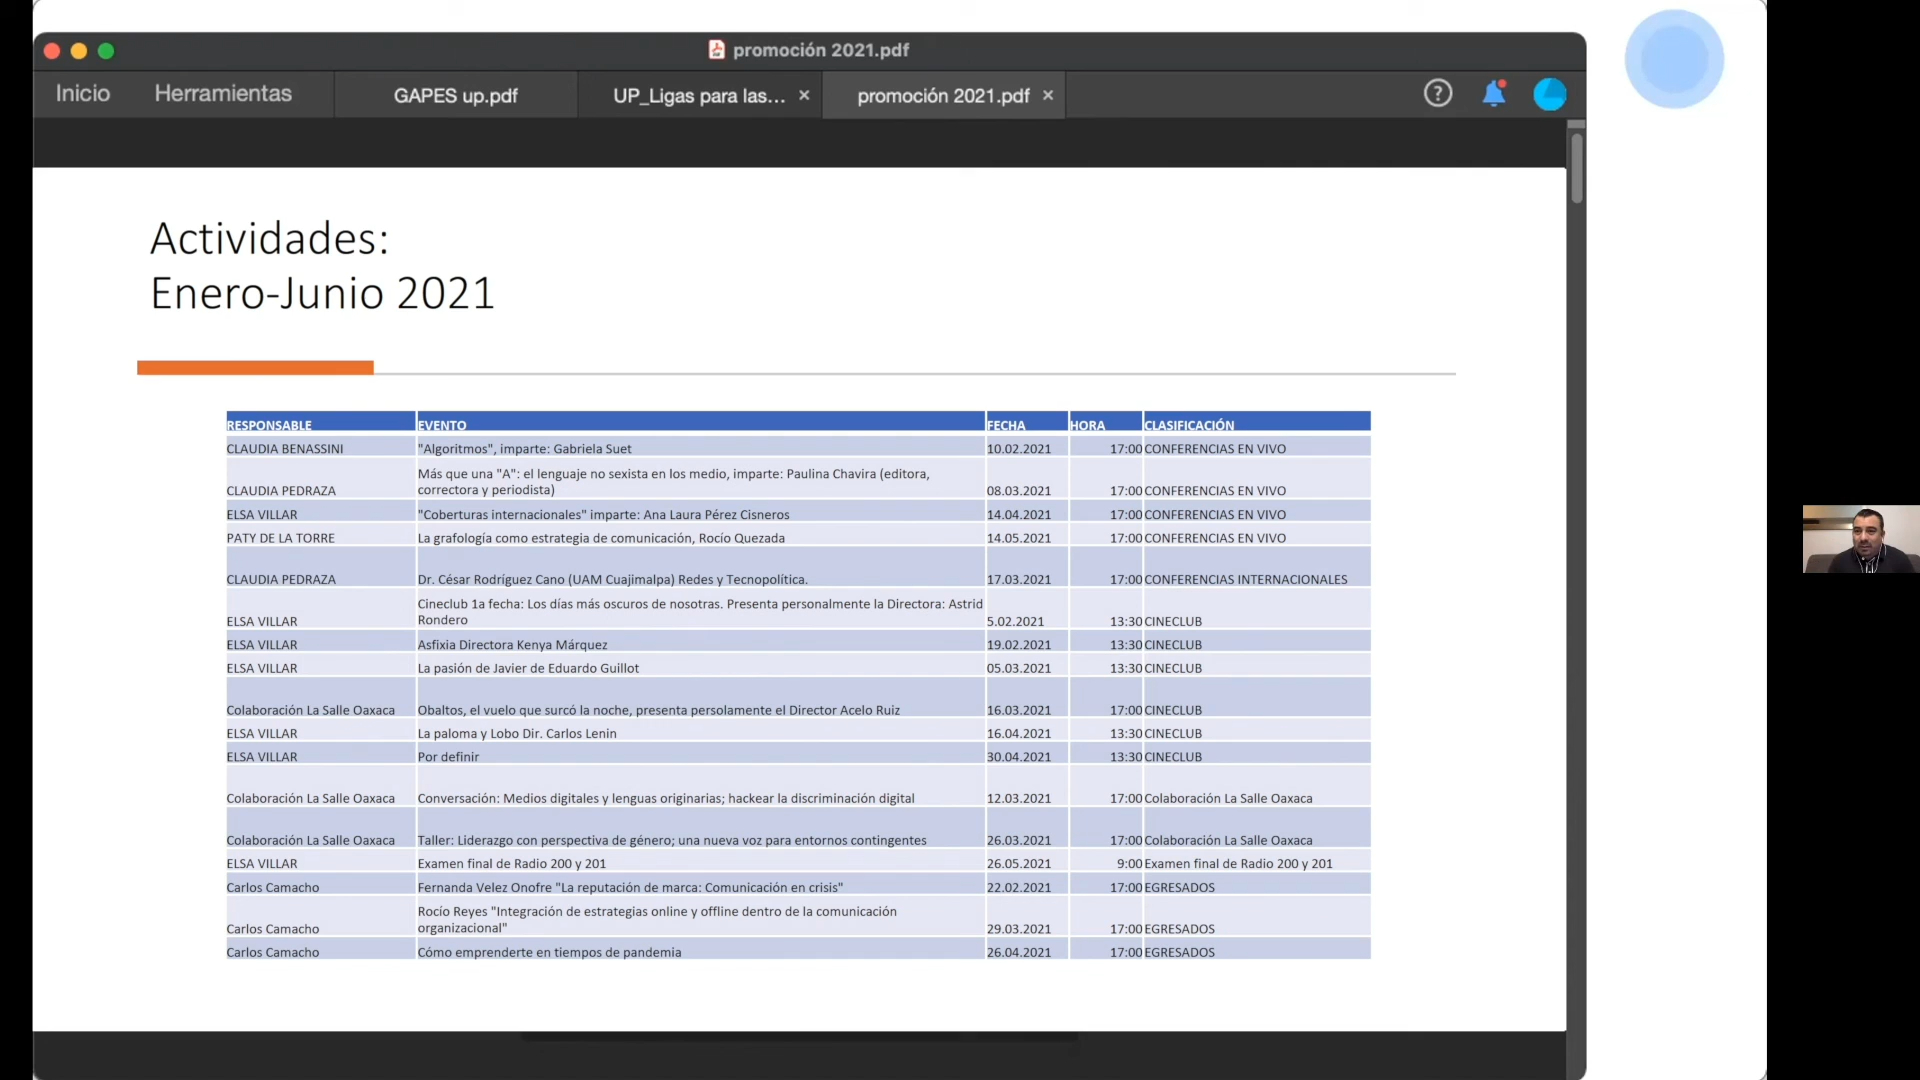 promoción 2021.pdf
Inicio Herramientas GAPES up.pdf UP_Ligas para las... × promoción 2021.pdf ×
Actividades:
Enero-Junio 2021
RESPONSABLE EVENTO FECHA HORA CLASIFICACIÓN
CLAUDIA BENASSINI "Algoritmos", imparte: Gabriela Suet 10.02.2021 17:00 CONFERENCIAS EN VIVO
Más que una "A": el lenguaje no sexista en los medio, imparte: Paulina Chavira (editora,
CLAUDIA PEDRAZA correctora y periodista) 08.03.2021 17:00 CONFERENCIAS EN VIVO
ELSA VILLAR "Coberturas internacionales" imparte: Ana Laura Pérez Cisneros 14.04.2021 17:00 CONFERENCIAS EN VIVO
PATY DE LA TORRE La grafología como estrategia de comunicación, Rocío Quezada 14.05.2021 17:00 CONFERENCIAS EN VIVO
CLAUDIA PEDRAZA Dr. César Rodríguez Cano (UAM Cuajimalpa) Redes y Tecnopolítica. 17.03.2021 17:00 CONFERENCIAS INTERNACIONALES
Cineclub 1a fecha: Los días más oscuros de nosotras. Presenta personalmente la Directora: Astrid
ELSA VILLAR Rondero 5.02.2021 13:30 CINECLUB
ELSA VILLAR Asfixia Directora Kenya Márquez 19.02.2021 13:30 CINECLUB
ELSA VILLAR La pasión de Javier de Eduardo Guillot 05.03.2021 13:30 CINECLUB
Colaboración La Salle Oaxaca Obaltos, el vuelo que surcó la noche, presenta persolamente el Director Acelo Ruiz 16.03.2021 17:00 CINECLUB
ELSA VILLAR La paloma y Lobo Dir. Carlos Lenin 16.04.2021 13:30 CINECLUB
ELSA VILLAR Por definir 30.04.2021 13:30 CINECLUB
Colaboración La Salle Oaxaca Conversación: Medios digitales y lenguas originarias; hackear la discriminación digital 12.03.2021 17:00 Colaboración La Salle Oaxaca
Colaboración La Salle Oaxaca Taller: Liderazgo con perspectiva de género; una nueva voz para entornos contingentes 26.03.2021 17:00 Colaboración La Salle Oaxaca
ELSA VILLAR Examen final de Radio 200 y 201 26.05.2021 9:00 Examen final de Radio 200 y 201
Carlos Camacho Fernanda Velez Onofre "La reputación de marca: Comunicación en crisis" 22.02.2021 17:00 EGRESADOS
Rocío Reyes "Integración de estrategias online y offline dentro de la comunicación
Carlos Camacho organizacional" 29.03.2021 17:00 EGRESADOS
Carlos Camacho Cómo emprenderte en tiempos de pandemia 26.04.2021 17:00 EGRESADOS